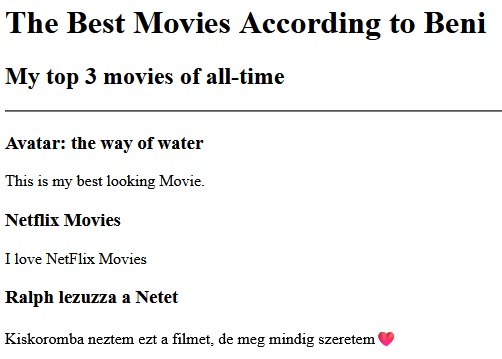 The Best Movies According to Beni
My top 3 movies of all-time
Avatar: the way of water
This is my best looking Movie.
Netflix Movies
I love NetFlix Movies
Ralph lezuzza a Netet
Kiskoromba neztem ezt a filmet, de meg mindig szeretem❤️